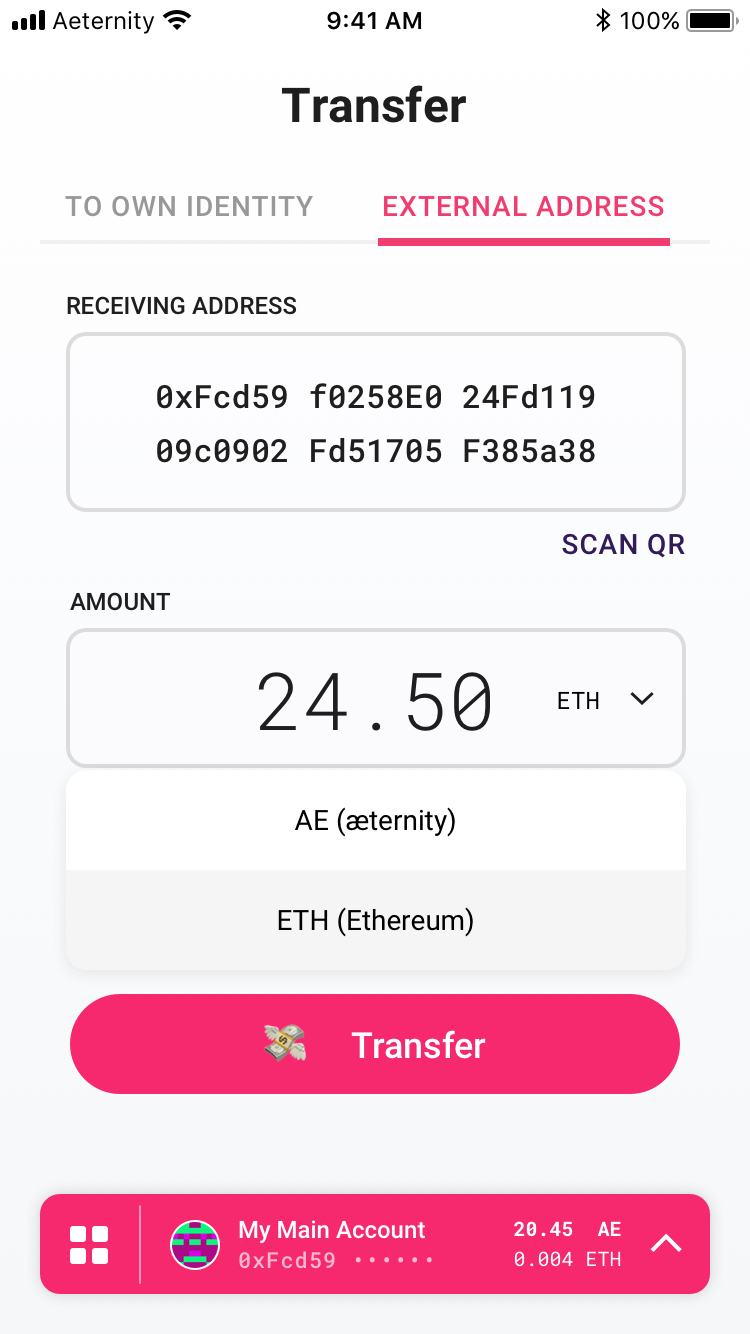 Aeternity 9:41 AM 100%
Transfer
TO OWN IDENTITY EXTERNAL ADDRESS
RECEIVING ADDRESS
0xFcd59 f0258E0 24Fd119
09c0902 Fd51705 F385a38
SCAN QR
AMOUNT
24.50 ETH
AE (æternity)
ETH (Ethereum)
Transfer
My Main Account 20.45 AE
0xFcd59 ······ 0.004 ETH